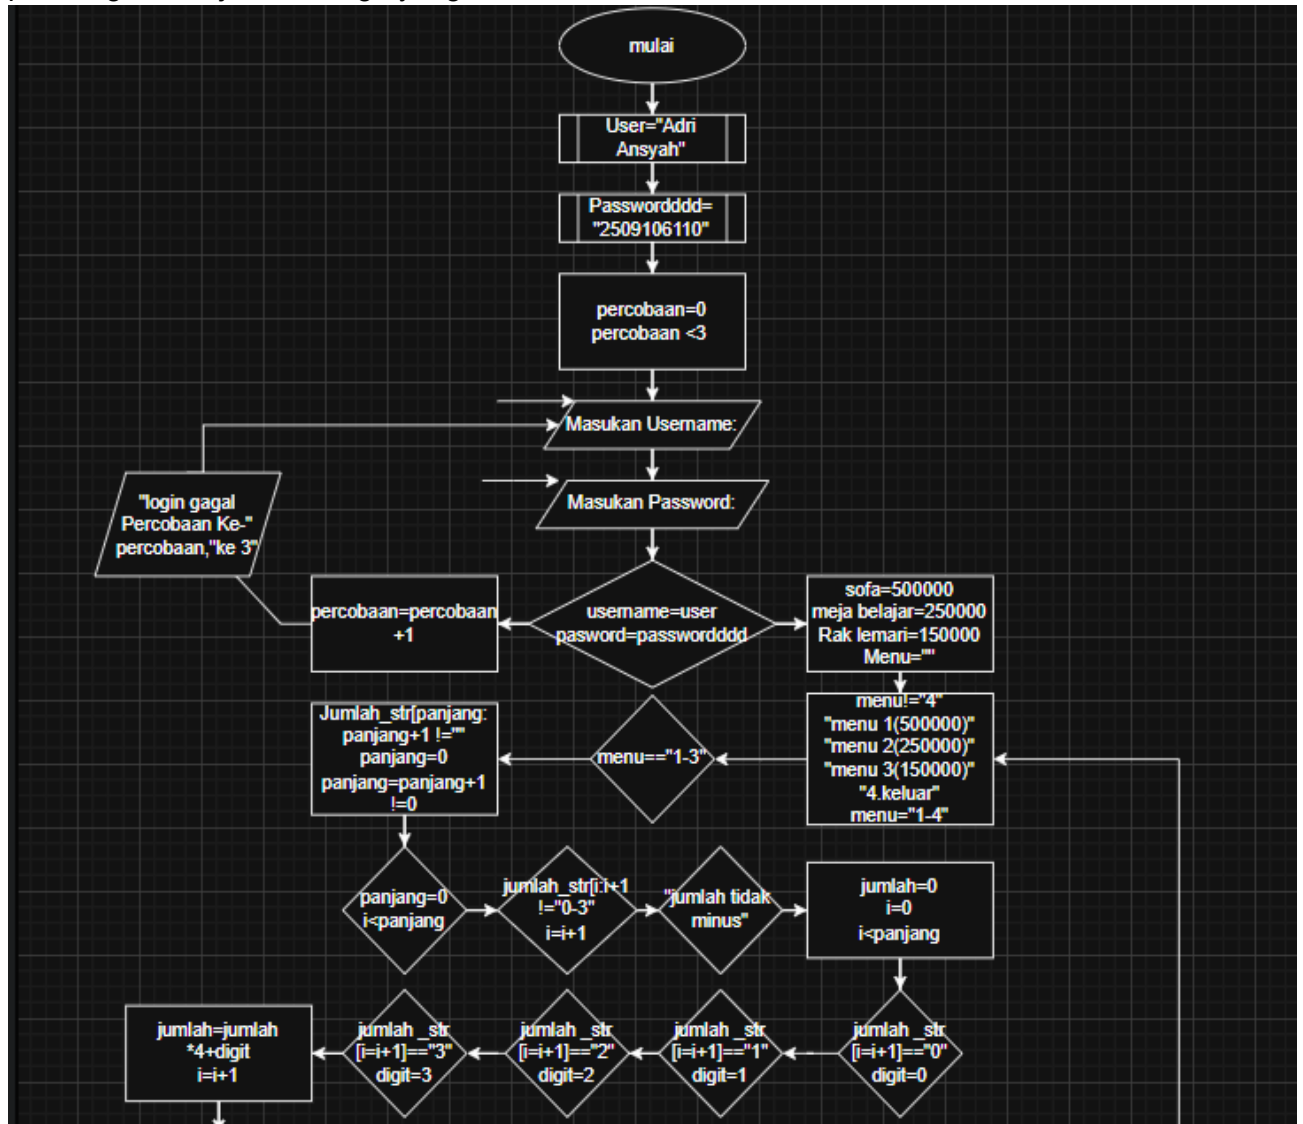 mulai
User="Adri
Ansyah"
Passwordddd=
"2509106110"
percobaan=0
percobaan <3
Masukan Username:
"login gagal
Percobaan Ke-"
percobaan,"ke 3"
Masukan Password:
percobaan=percobaan
+1
username=user
pasword=passwordddd
sofa=500000
meja belajar=250000
Rak lemari=150000
Menu=""
Jumlah_str[panjang:
panjang+1 !=""
panjang=0
panjang=panjang+1
!=0
menu=="1-3"
menu!="4"
"menu 1(500000)"
"menu 2(250000)"
"menu 3(150000)"
"4.keluar"
menu="1-4"
panjang=0
i<panjang
jumlah_str[i:i+1
!="0-3"
i=i+1
"jumlah tidak
minus"
jumlah=0
i=0
i<panjang
jumlah=jumlah
*4+digit
i=i+1
jumlah _str
[i=i+1]=="3"
digit=3
jumlah _str
[i=i+1]=="2"
digit=2
jumlah _str
[i=i+1]=="1"
digit=1
jumlah _str
[i=i+1]=="0"
digit=0